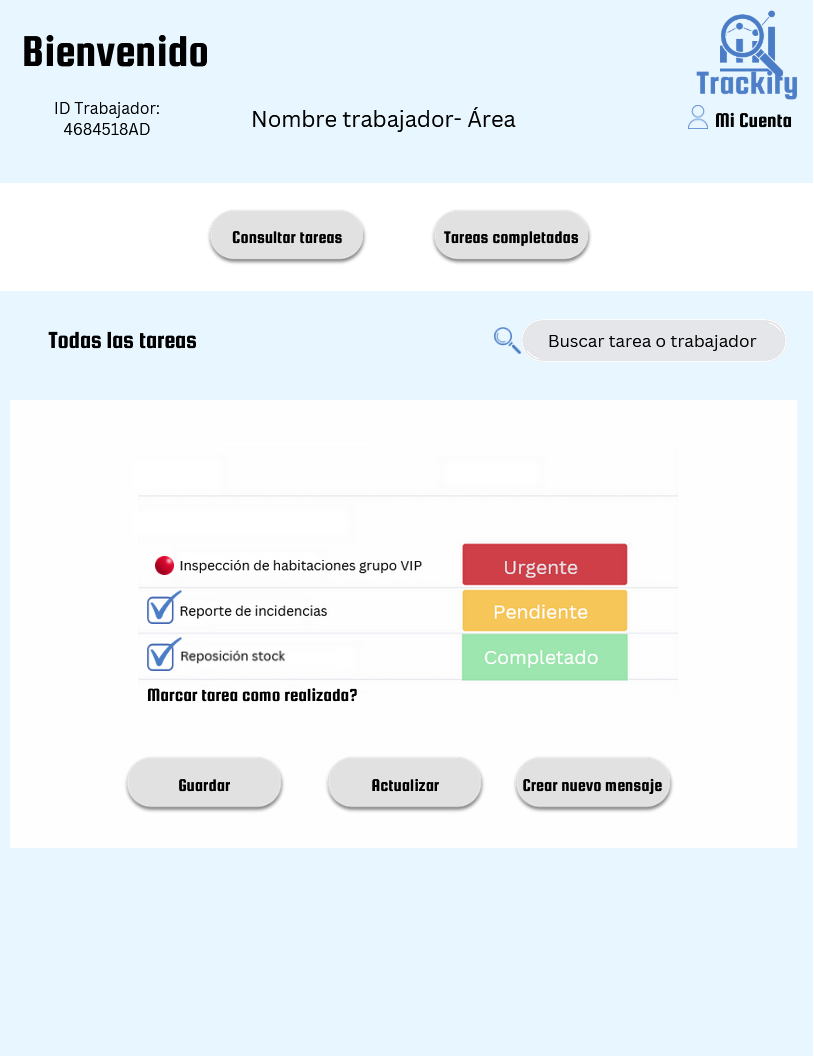 Bienvenido
Trackify
ID Trabajador:
4684518AD
Nombre trabajador- Área
Mi Cuenta
Consultar tareas
Tareas completadas
Todas las tareas
Buscar tarea o trabajador
Inspección de habitaciones grupo VIP
Urgente
Reporte de incidencias
Pendiente
Reposición stock
Completado
Marcar tarea como realizada?
Guardar
Actualizar
Crear nuevo mensaje